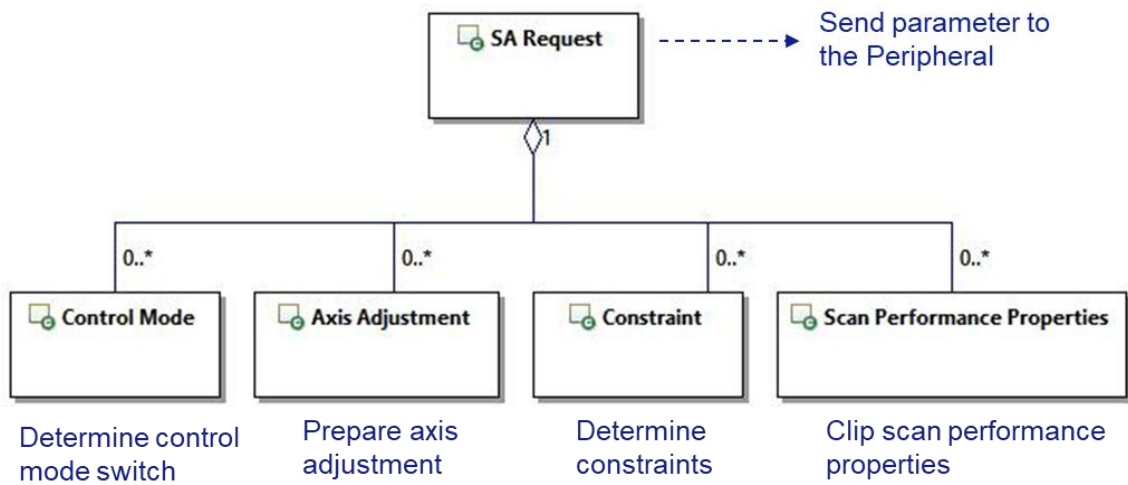 SA Request
Send parameter to
the Peripheral
1
0..*
0..*
0..*
0..*
Control Mode
Axis Adjustment
Constraint
Scan Performance Properties
Determine control
mode switch
Prepare axis
adjustment
Determine
constraints
Clip scan performance
properties